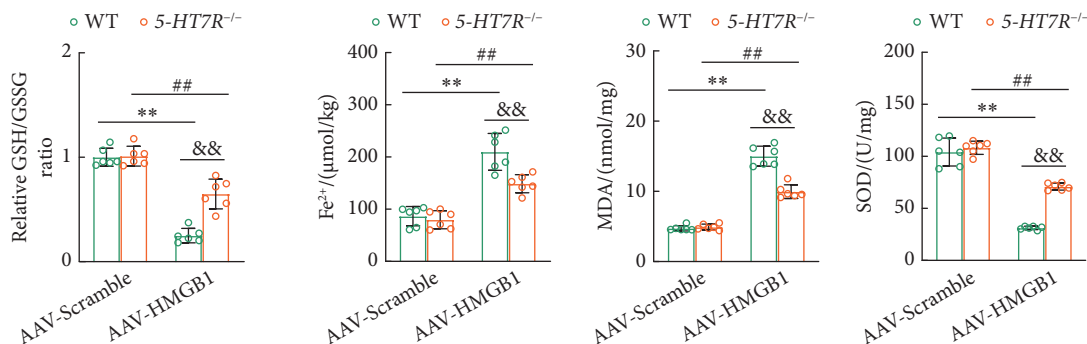 WT 5-HT7R⁻/⁻
Relative GSH/GSSG
ratio
2
1
0
##
**
&&
AAV-Scramble
AAV-HMGB1
WT 5-HT7R⁻/⁻
Fe²⁺/(μmol/kg)
400
300
200
100
0
##
**
&&
AAV-Scramble
AAV-HMGB1
WT 5-HT7R⁻/⁻
MDA/(nmol/mg)
30
20
10
0
##
**
&&
AAV-Scramble
AAV-HMGB1
WT 5-HT7R⁻/⁻
SOD/(U/mg)
200
150
100
50
0
##
**
&&
AAV-Scramble
AAV-HMGB1